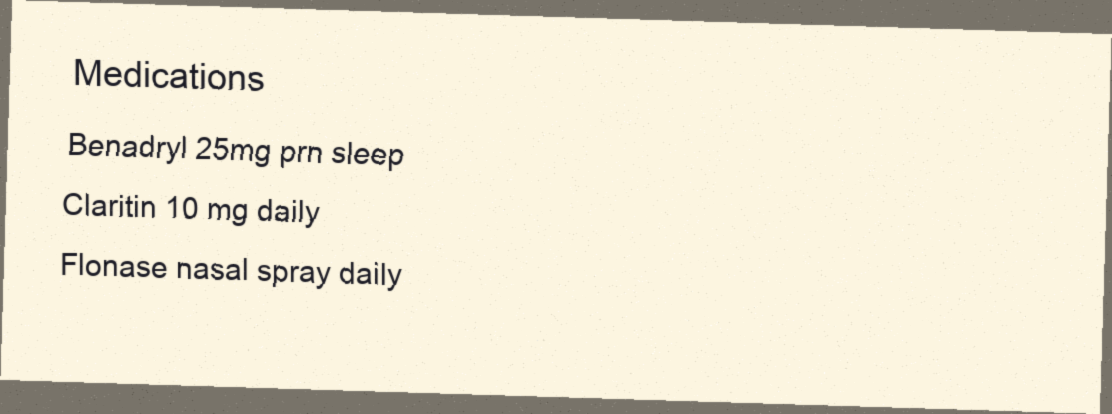 Medications
Benadryl 25mg prn sleep
Claritin 10 mg daily
Flonase nasal spray daily